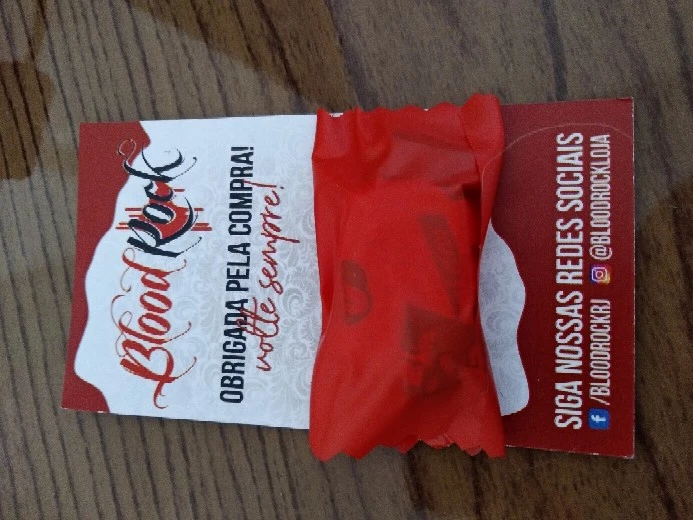 Blood Rock
OBRIGADA PELA COMPRA!
volte sempre!
SIGA NOSSAS REDES SOCIAIS
/BLOODROCKRJ @BLOODROCKLOJA